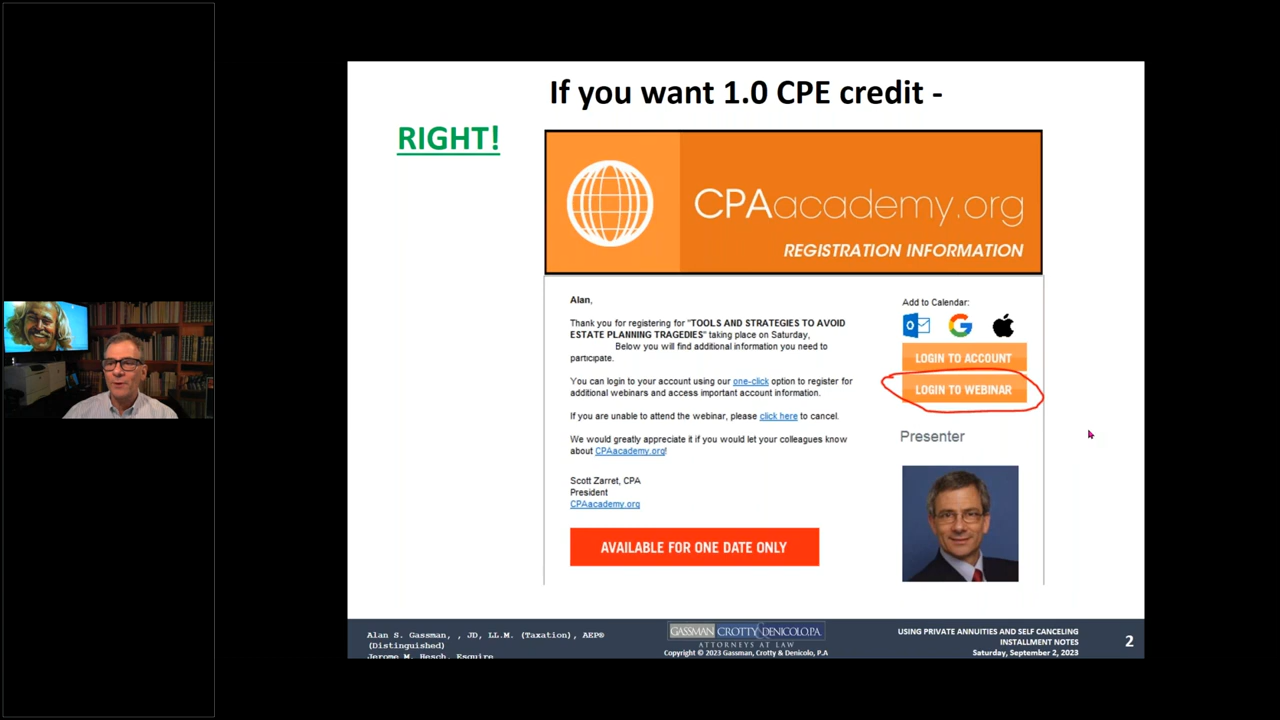 If you want 1.0 CPE credit -
RIGHT!
CPAacademy.org
REGISTRATION INFORMATION
Alan,
Thank you for registering for "TOOLS AND STRATEGIES TO AVOID
ESTATE PLANNING TRAGEDIES" taking place on Saturday,
Below you will find additional information you need to
participate.
You can login to your account using our one-click option to register for
additional webinars and access important account information.
If you are unable to attend the webinar, please click here to cancel.
We would greatly appreciate it if you would let your colleagues know
about CPAacademy.org!
Scott Zarret, CPA
President
CPAacademy.org
AVAILABLE FOR ONE DATE ONLY
Add to Calendar:
LOGIN TO ACCOUNT
LOGIN TO WEBINAR
Presenter
Alan S. Gassman, , JD, LL.M. (Taxation), AEP®
(Distinguished)
Jerome M. Hesch, Esquire
GASSMAN CROTTY & DENICOLO, P.A.
ATTORNEYS AT LAW
Copyright © 2023 Gassman, Crotty & Denicolo, P.A
USING PRIVATE ANNUITIES AND SELF CANCELING
INSTALLMENT NOTES
Saturday, September 2, 2023
2